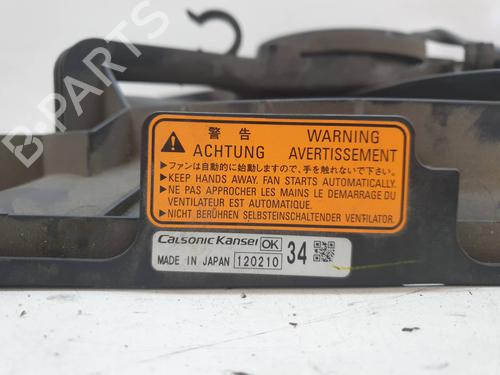 B-PARTS
警告 WARNING
ACHTUNG AVERTISSEMENT
▶ファンは自動的に始動しますので、手を触れないで下さい。
▶KEEP HANDS AWAY. FAN STARTS AUTOMATICALLY.
▶NE PAS APPROCHER LES MAINS LE DEMARRAGE DU
VENTILATEUR EST AUTOMATIQUE.
▶NICHT BERÜHREN SELBSTEINSCHALTENDER VENTILATOR.
Calsonic Kansei OK 34
MADE IN JAPAN 120210